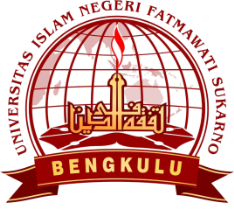 UNIVERSITAS ISLAM NEGERI FATMAWATI SUKARNO
BENGKULU